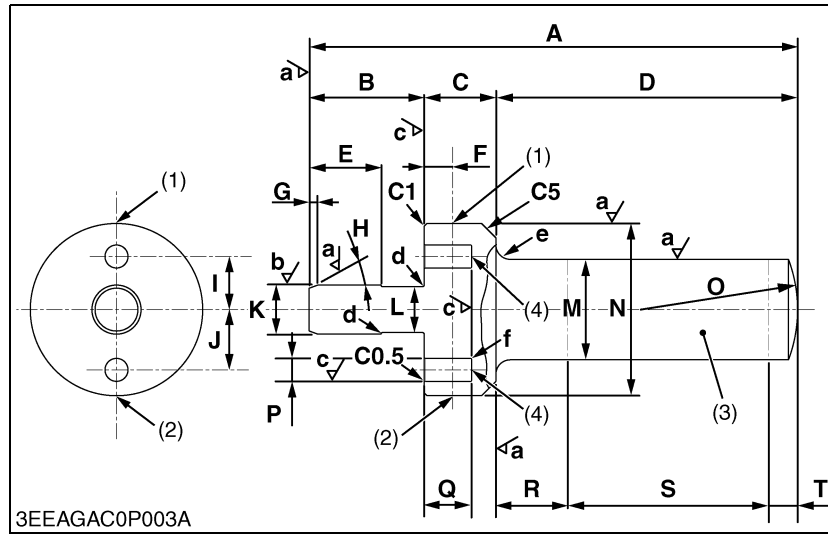 A
a
B
C
D
c
E
F
(1)
G
C1
C5
a
(1)
H
a
e
a
b
d
I
O
K
L
c
(4)
M
N
J
d
f
c
C0.5
P
(4)
(3)
(2)
(2)
a
Q
R
S
T
3EEAGAC0P003A